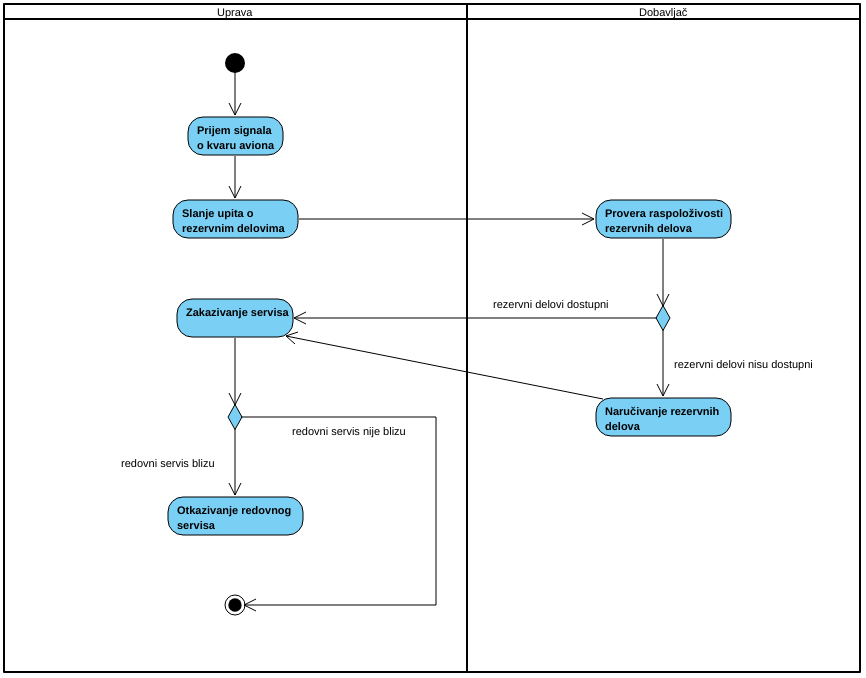 Uprava
Dobavljač
Prijem signala
o kvaru aviona
Slanje upita o
rezervnim delovima
Provera raspoloživosti
rezervnih delova
rezervni delovi dostupni
Zakazivanje servisa
rezervni delovi nisu dostupni
Naručivanje rezervnih
delova
redovni servis nije blizu
redovni servis blizu
Otkazivanje redovnog
servisa